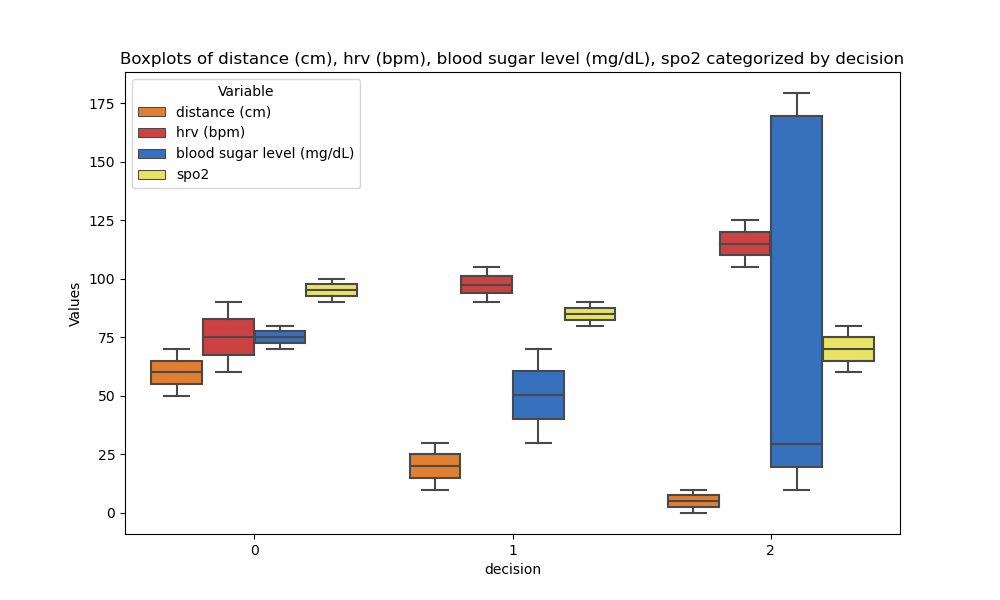 Boxplots of distance (cm), hrv (bpm), blood sugar level (mg/dL), spo2 categorized by decision
Variable
distance (cm)
hrv (bpm)
blood sugar level (mg/dL)
spo2
175
150
125
100
75
50
25
0
Values
0 1 2
decision